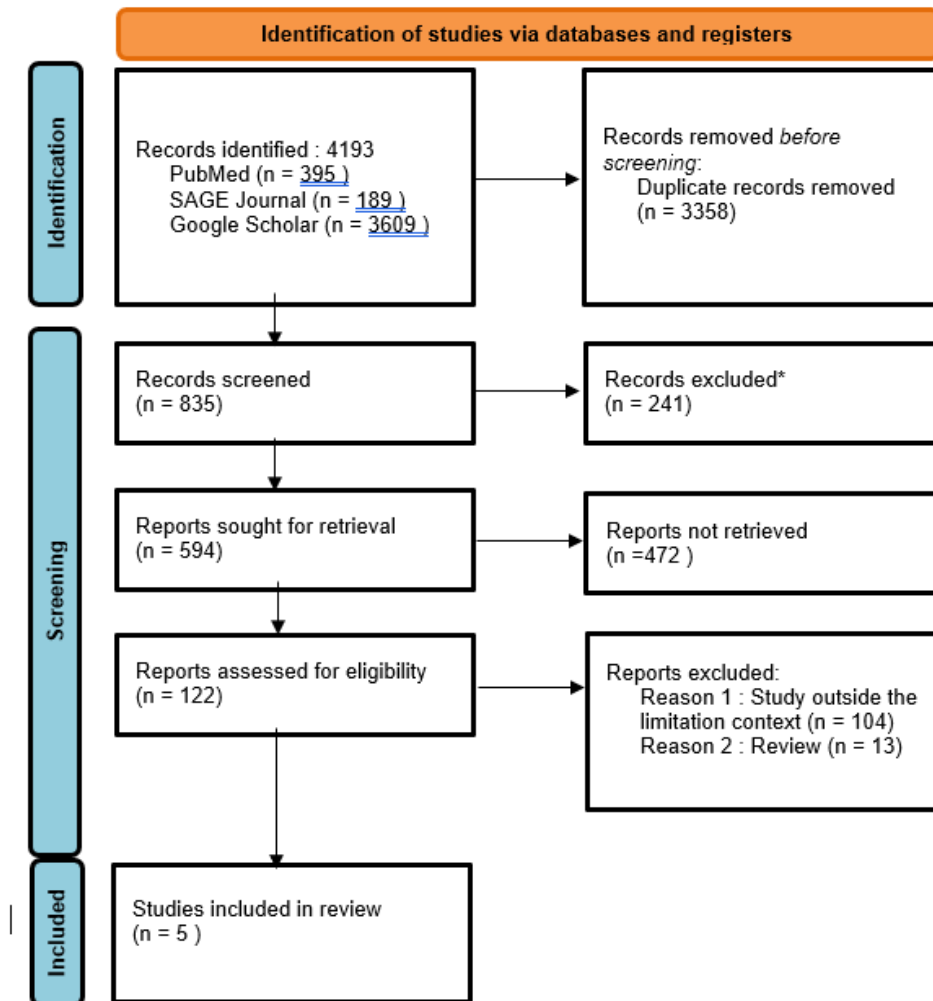 Identification of studies via databases and registers
Identification
Records identified : 4193
PubMed (n = 395 )
SAGE Journal (n = 189 )
Google Scholar (n = 3609 )
Records removed before
screening:
Duplicate records removed
(n = 3358)
Screening
Records screened
(n = 835)
Records excluded*
(n = 241)
Reports sought for retrieval
(n = 594)
Reports not retrieved
(n =472 )
Reports assessed for eligibility
(n = 122)
Reports excluded:
Reason 1 : Study outside the
limitation context (n = 104)
Reason 2 : Review (n = 13)
Included
Studies included in review
(n = 5 )